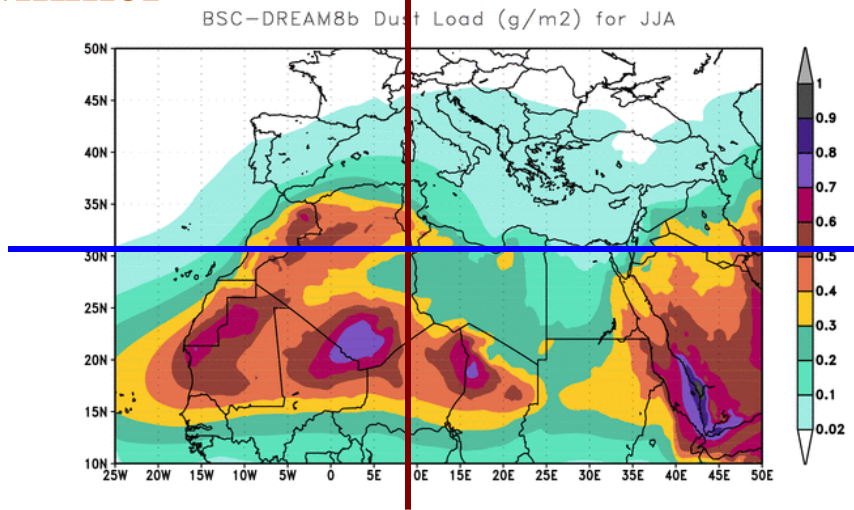 BSC-DREAM8b Dust Load (g/m2) for JJA
50N
45N
40N
35N
30N
25N
20N
15N
10N
25W 20W 15W 10W 5W 0 5E 10E 15E 20E 25E 30E 35E 40E 45E 50E
1
0.9
0.8
0.7
0.6
0.5
0.4
0.3
0.2
0.1
0.02